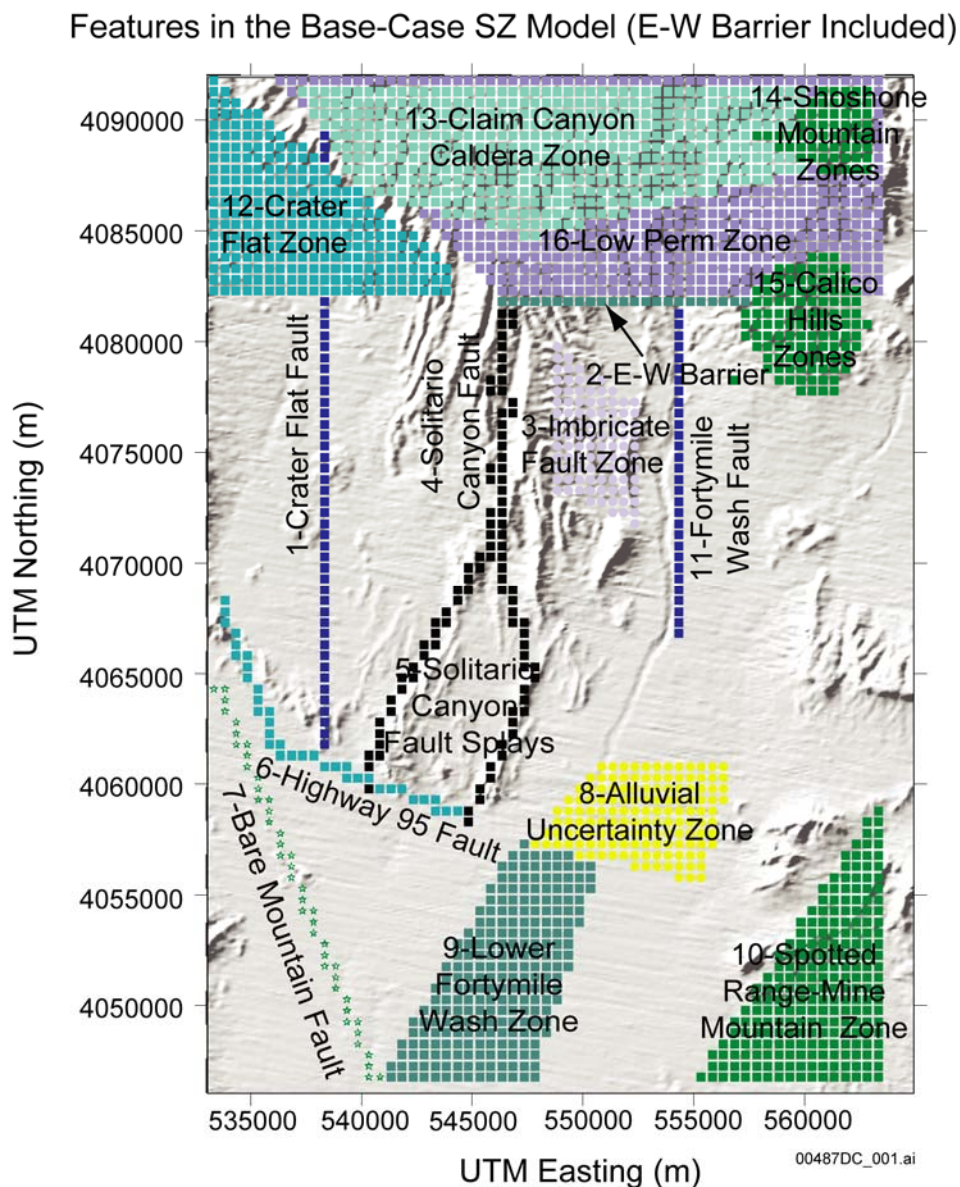 Features in the Base-Case SZ Model (E-W Barrier Included)
14-Shoshone
Mountain
Zones
13-Claim Canyon
Caldera Zone
12-Crater
Flat Zone
16-Low Perm Zone
15-Calico
Hills
Zones
2-E-W Barrier
1-Crater Flat Fault
4-Solitario
Canyon Fault
3-Imbricate
Fault Zone
11-Fortymile
Wash Fault
5-Solitario
Canyon
Fault Splays
6-Highway 95 Fault
7-Bare Mountain Fault
8-Alluvial
Uncertainty Zone
9-Lower
Fortymile
Wash Zone
10-Spotted
Range-Mine
Mountain Zone
UTM Northing (m)
4090000
4085000
4080000
4075000
4070000
4065000
4060000
4055000
4050000
535000 540000 545000 550000 555000 560000
UTM Easting (m)
00487DC_001.ai